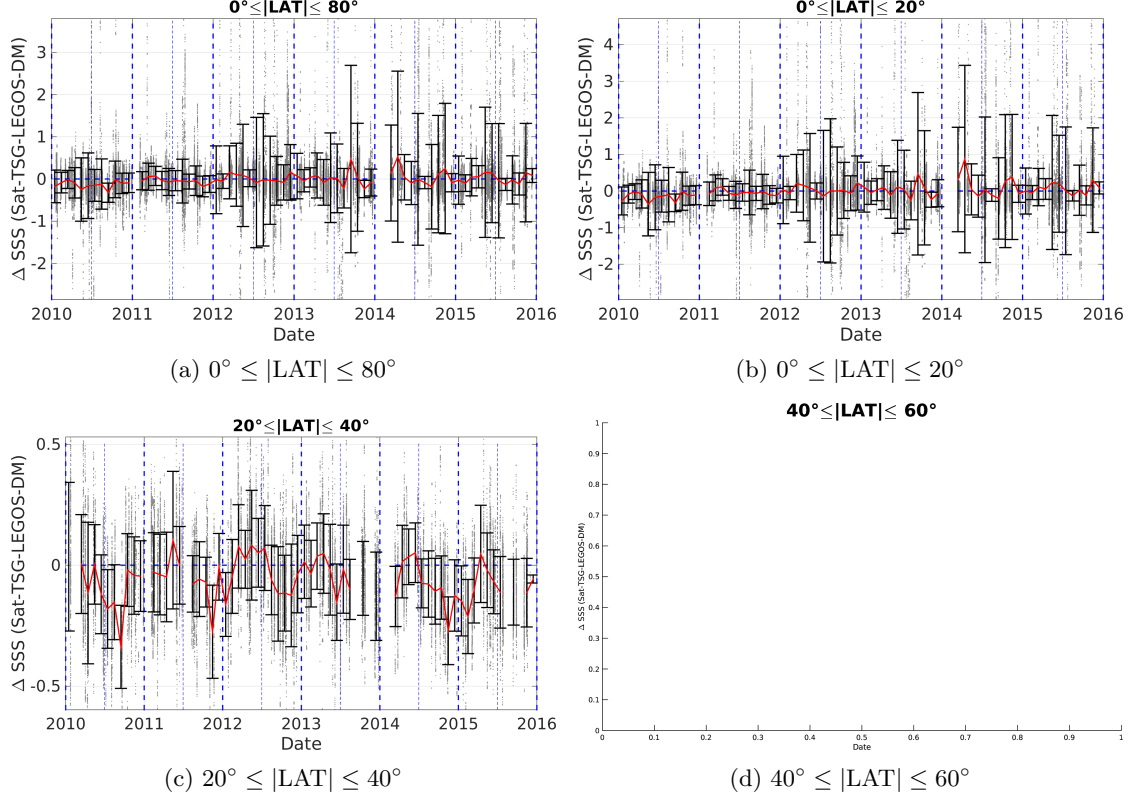 0°≤|LAT|≤ 80°
Δ SSS (Sat-TSG-LEGOS-DM)
3
2
1
0
-1
-2
2010 2011 2012 2013 2014 2015 2016
Date
(a) 0° ≤ |LAT| ≤ 80°
0°≤|LAT|≤ 20°
Δ SSS (Sat-TSG-LEGOS-DM)
4
3
2
1
0
-1
-2
2010 2011 2012 2013 2014 2015 2016
Date
(b) 0° ≤ |LAT| ≤ 20°
20°≤|LAT|≤ 40°
Δ SSS (Sat-TSG-LEGOS-DM)
0.5
0
-0.5
2010 2011 2012 2013 2014 2015 2016
Date
(c) 20° ≤ |LAT| ≤ 40°
40°≤|LAT|≤ 60°
Δ SSS (Sat-TSG-LEGOS-DM)
1
0.9
0.8
0.7
0.6
0.5
0.4
0.3
0.2
0.1
0
0 0.1 0.2 0.3 0.4 0.5 0.6 0.7 0.8 0.9 1
Date
(d) 40° ≤ |LAT| ≤ 60°